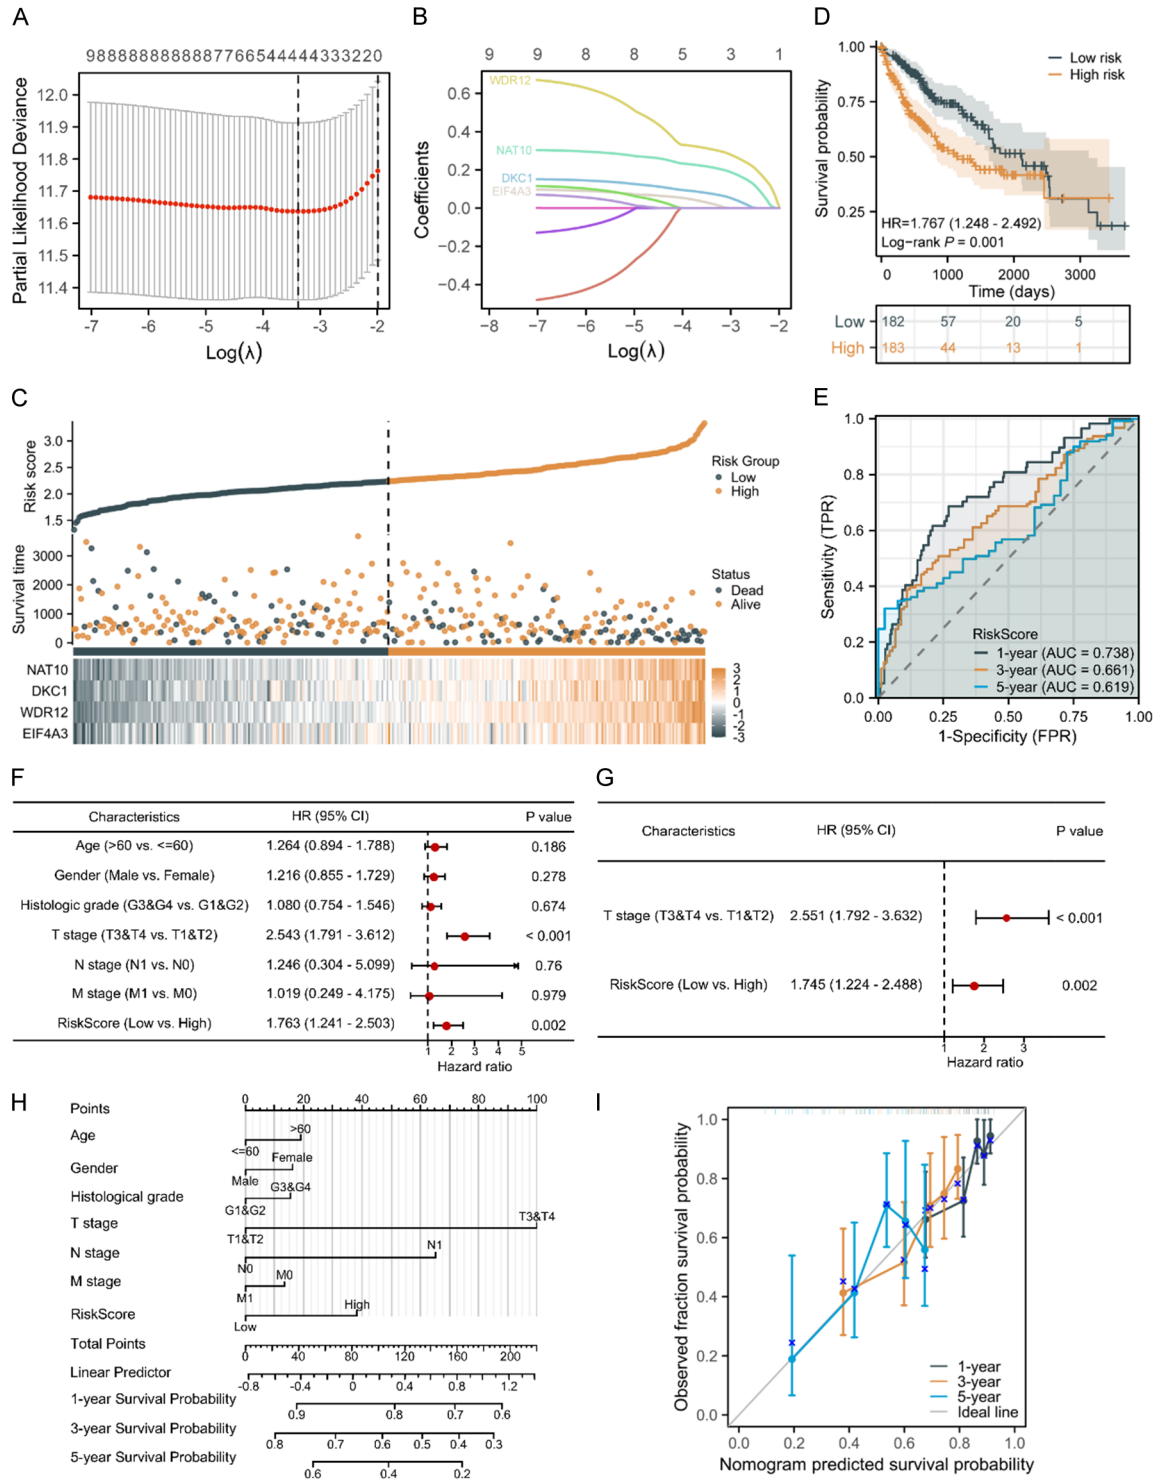 A
98888888888877665444443332220
Partial Likelihood Deviance
12.0
11.9
11.8
11.7
11.6
11.5
11.4
-7 -6 -5 -4 -3 -2
Log(λ)
B
9 9 8 8 5 3 1
Coefficients
0.6
0.4
0.2
0.0
−0.2
−0.4
WDR12
NAT10
DKC1
EIF4A3
−8 −7 −6 −5 −4 −3 −2
Log(λ)
D
Survival probability
1.00
0.75
0.50
0.25
Low risk
High risk
HR=1.767 (1.248 - 2.492)
Log−rank P = 0.001
0 1000 2000 3000
Time (days)
Low 182 57 20 5
High 183 44 13 1
C
Risk score
3.0
2.5
2.0
1.5
Risk Group
Low
High
Survival time
3000
2000
1000
0
Status
Dead
Alive
NAT10
DKC1
WDR12
EIF4A3
3
2
1
0
-1
-2
-3
E
Sensitivity (TPR)
1.0
0.8
0.6
0.4
0.2
0.0
RiskScore
1-year (AUC = 0.738)
3-year (AUC = 0.661)
5-year (AUC = 0.619)
0.00 0.25 0.50 0.75 1.00
1-Specificity (FPR)
F
Characteristics HR (95% CI) P value
Age (>60 vs. <=60) 1.264 (0.894 - 1.788) 0.186
Gender (Male vs. Female) 1.216 (0.855 - 1.729) 0.278
Histologic grade (G3&G4 vs. G1&G2) 1.080 (0.754 - 1.546) 0.674
T stage (T3&T4 vs. T1&T2) 2.543 (1.791 - 3.612) < 0.001
N stage (N1 vs. N0) 1.246 (0.304 - 5.099) 0.76
M stage (M1 vs. M0) 1.019 (0.249 - 4.175) 0.979
RiskScore (Low vs. High) 1.763 (1.241 - 2.503) 0.002
1 2 3 4 5
Hazard ratio
G
Characteristics HR (95% CI) P value
T stage (T3&T4 vs. T1&T2) 2.551 (1.792 - 3.632) < 0.001
RiskScore (Low vs. High) 1.745 (1.224 - 2.488) 0.002
1 2 3
Hazard ratio
H
Points 0 20 40 60 80 100
Age <=60 >60
Gender Male Female
Histological grade G1&G2 G3&G4
T stage T1&T2 T3&T4
N stage N0 N1
M stage M1 M0
RiskScore Low High
Total Points 0 40 80 120 160 200
Linear Predictor -0.8 -0.4 0 0.4 0.8 1.2
1-year Survival Probability 0.9 0.8 0.7 0.6
3-year Survival Probability 0.8 0.7 0.6 0.5 0.4 0.3
5-year Survival Probability 0.6 0.4 0.2
I
Observed fraction survival probability
1.0
0.8
0.6
0.4
0.2
0.0
1-year
3-year
5-year
Ideal line
0.0 0.2 0.4 0.6 0.8 1.0
Nomogram predicted survival probability